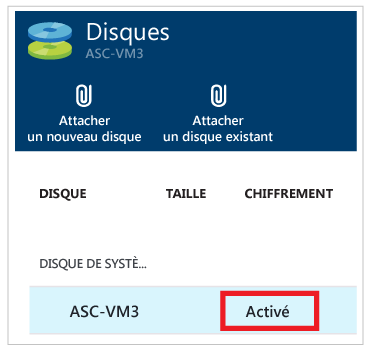 Disques
ASC-VM3
Attacher
un nouveau disque
Attacher
un disque existant
DISQUE TAILLE CHIFFREMENT
DISQUE DE SYSTÈ...
ASC-VM3 Activé